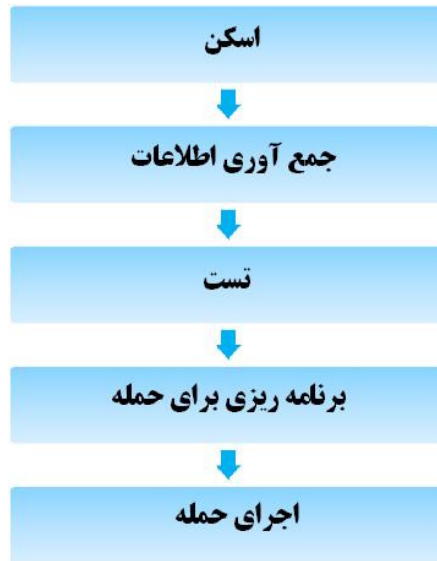 اسکن
جمع آوری اطلاعات
تست
برنامه ریزی برای حمله
اجرای حمله